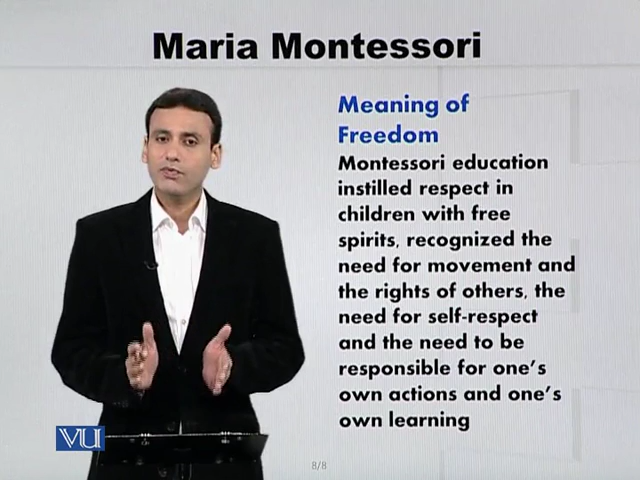 Maria Montessori
Meaning of
Freedom
Montessori education
instilled respect in
children with free
spirits, recognized the
need for movement and
the rights of others, the
need for self-respect
and the need to be
responsible for one's
own actions and one's
own learning
VU
8/8